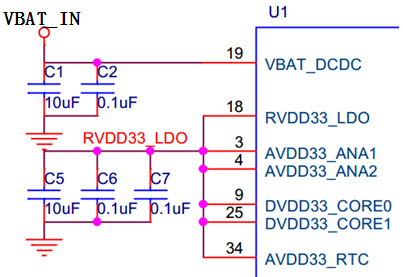 U1
VBAT_IN
19
VBAT_DCDC
C1
C2
10uF
0.1uF
18
RVDD33_LDO
RVDD33_LDO
3
AVDD33_ANA1
4
AVDD33_ANA2
C5
C6
C7
10uF
0.1uF
0.1uF
9
DVDD33_CORE0
25
DVDD33_CORE1
34
AVDD33_RTC